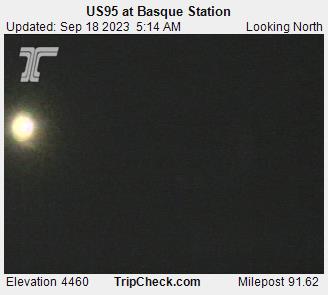 US95 at Basque Station
Updated: Sep 18 2023 5:14 AM Looking North
Elevation 4460 TripCheck.com Milepost 91.62